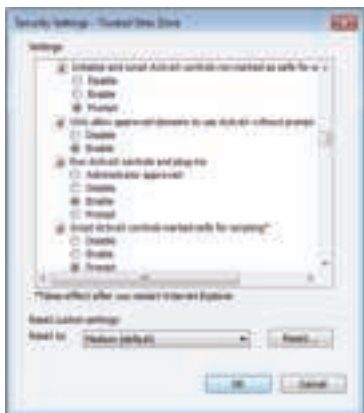 Security Settings - Trusted Sites Zone
Settings
Initialize and script ActiveX controls not marked as safe for s
Disable
Enable
Prompt
Only allow approved domains to use ActiveX without prompt
Disable
Enable
Run ActiveX controls and plug-ins
Administrator approved
Disable
Enable
Prompt
Script ActiveX controls marked safe for scripting*
Disable
Enable
Prompt
*Takes effect after you restart Internet Explorer
Reset custom settings
Reset to: Medium (default) Reset...
OK Cancel